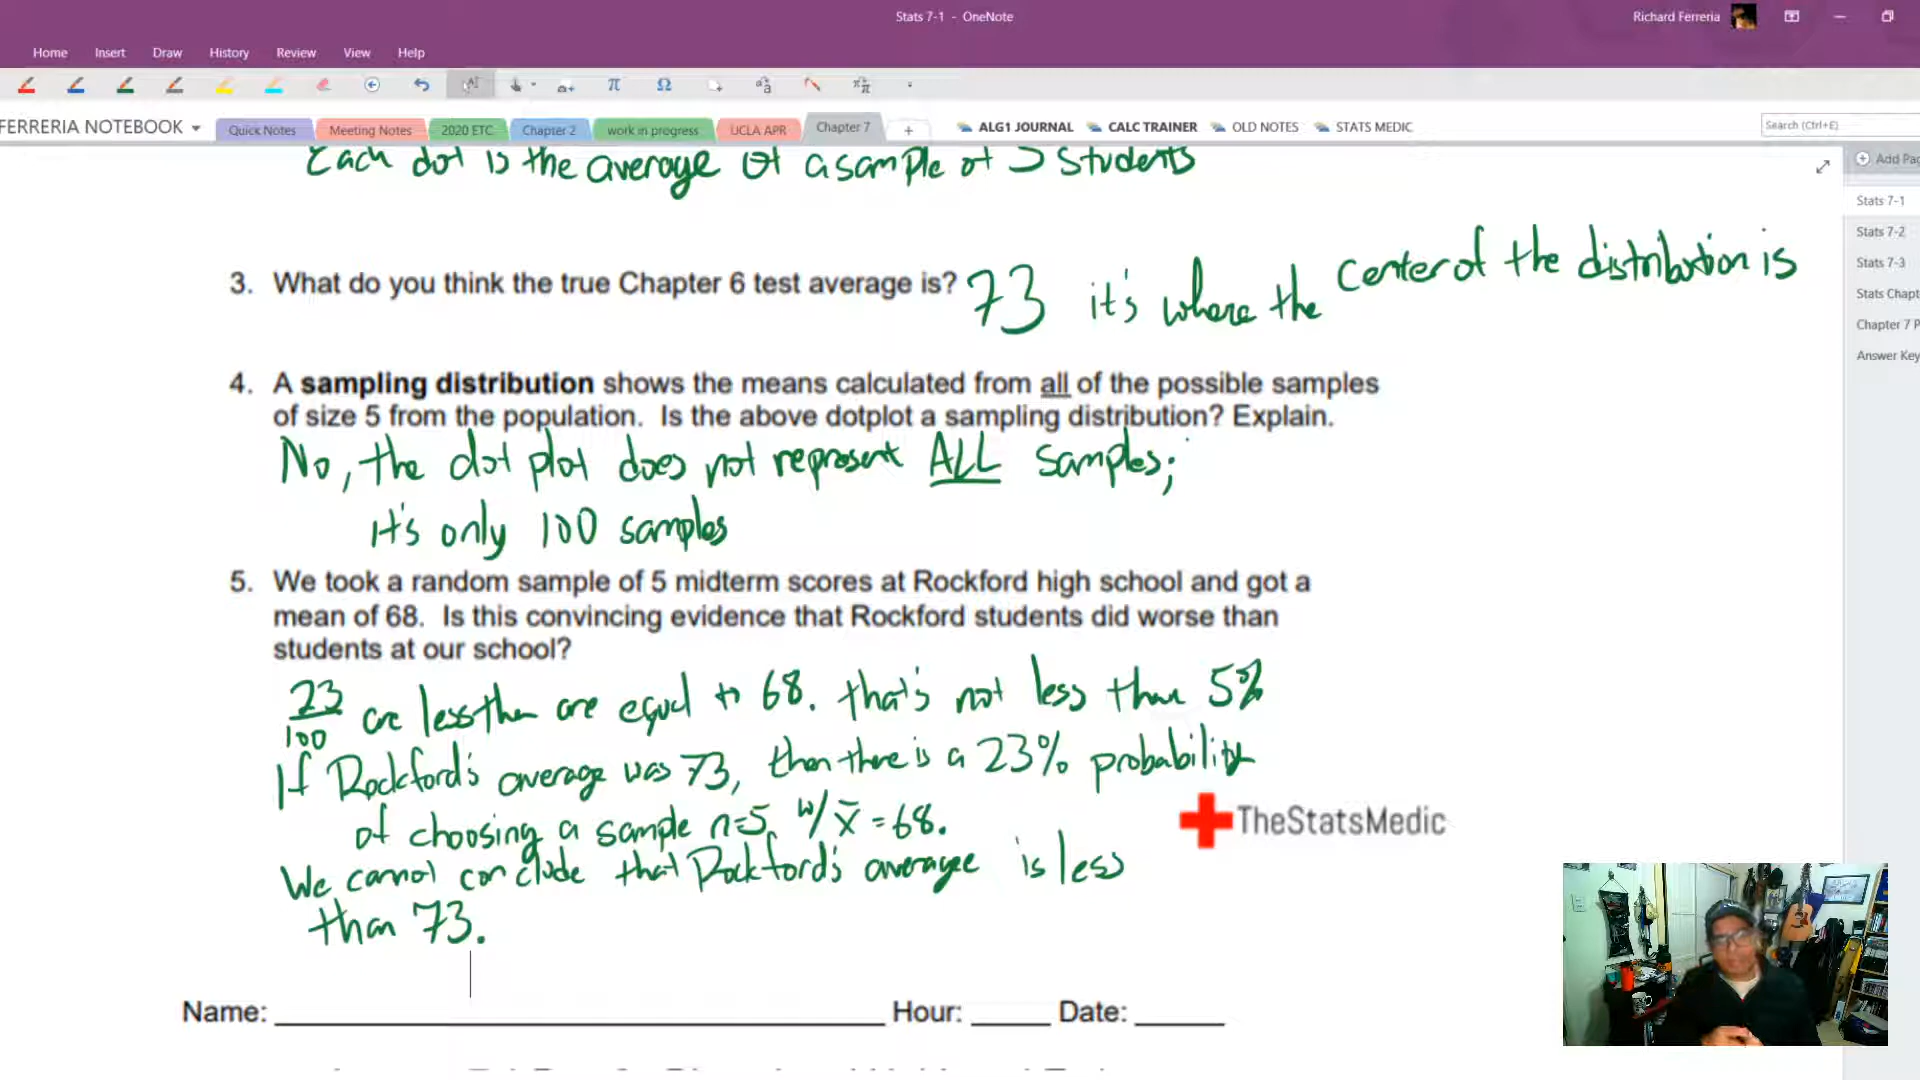 Stats 7-1 - OneNote
Richard Ferreria
Home Insert Draw History Review View Help
FERRERIA NOTEBOOK
Quick Notes Meeting Notes 2020 ETC Chapter 2 work in progress UCLA APR Chapter 7 +
ALG1 JOURNAL CALC TRAINER OLD NOTES STATS MEDIC
Search (Ctrl+E)
Add Pag
Stats 7-1
Stats 7-2
Stats 7-3
Stats Chapt
Chapter 7 P
Answer Key
Each dot is the average of a sample of 5 students
3. What do you think the true Chapter 6 test average is? 73 it's where the center of the distribution is
4. A sampling distribution shows the means calculated from all of the possible samples
of size 5 from the population. Is the above dotplot a sampling distribution? Explain.
No, the dot plot does not represent ALL samples;
it's only 100 samples
5. We took a random sample of 5 midterm scores at Rockford high school and got a
mean of 68. Is this convincing evidence that Rockford students did worse than
students at our school?
23/100 are less then are equal to 68. that's not less than 5%
If Rockford's average was 73, then there is a 23% probability
of choosing a sample n=5 w/ x̄ = 68.
We cannot conclude that Rockford's average is less
than 73.
TheStatsMedic
Name: Hour: Date: